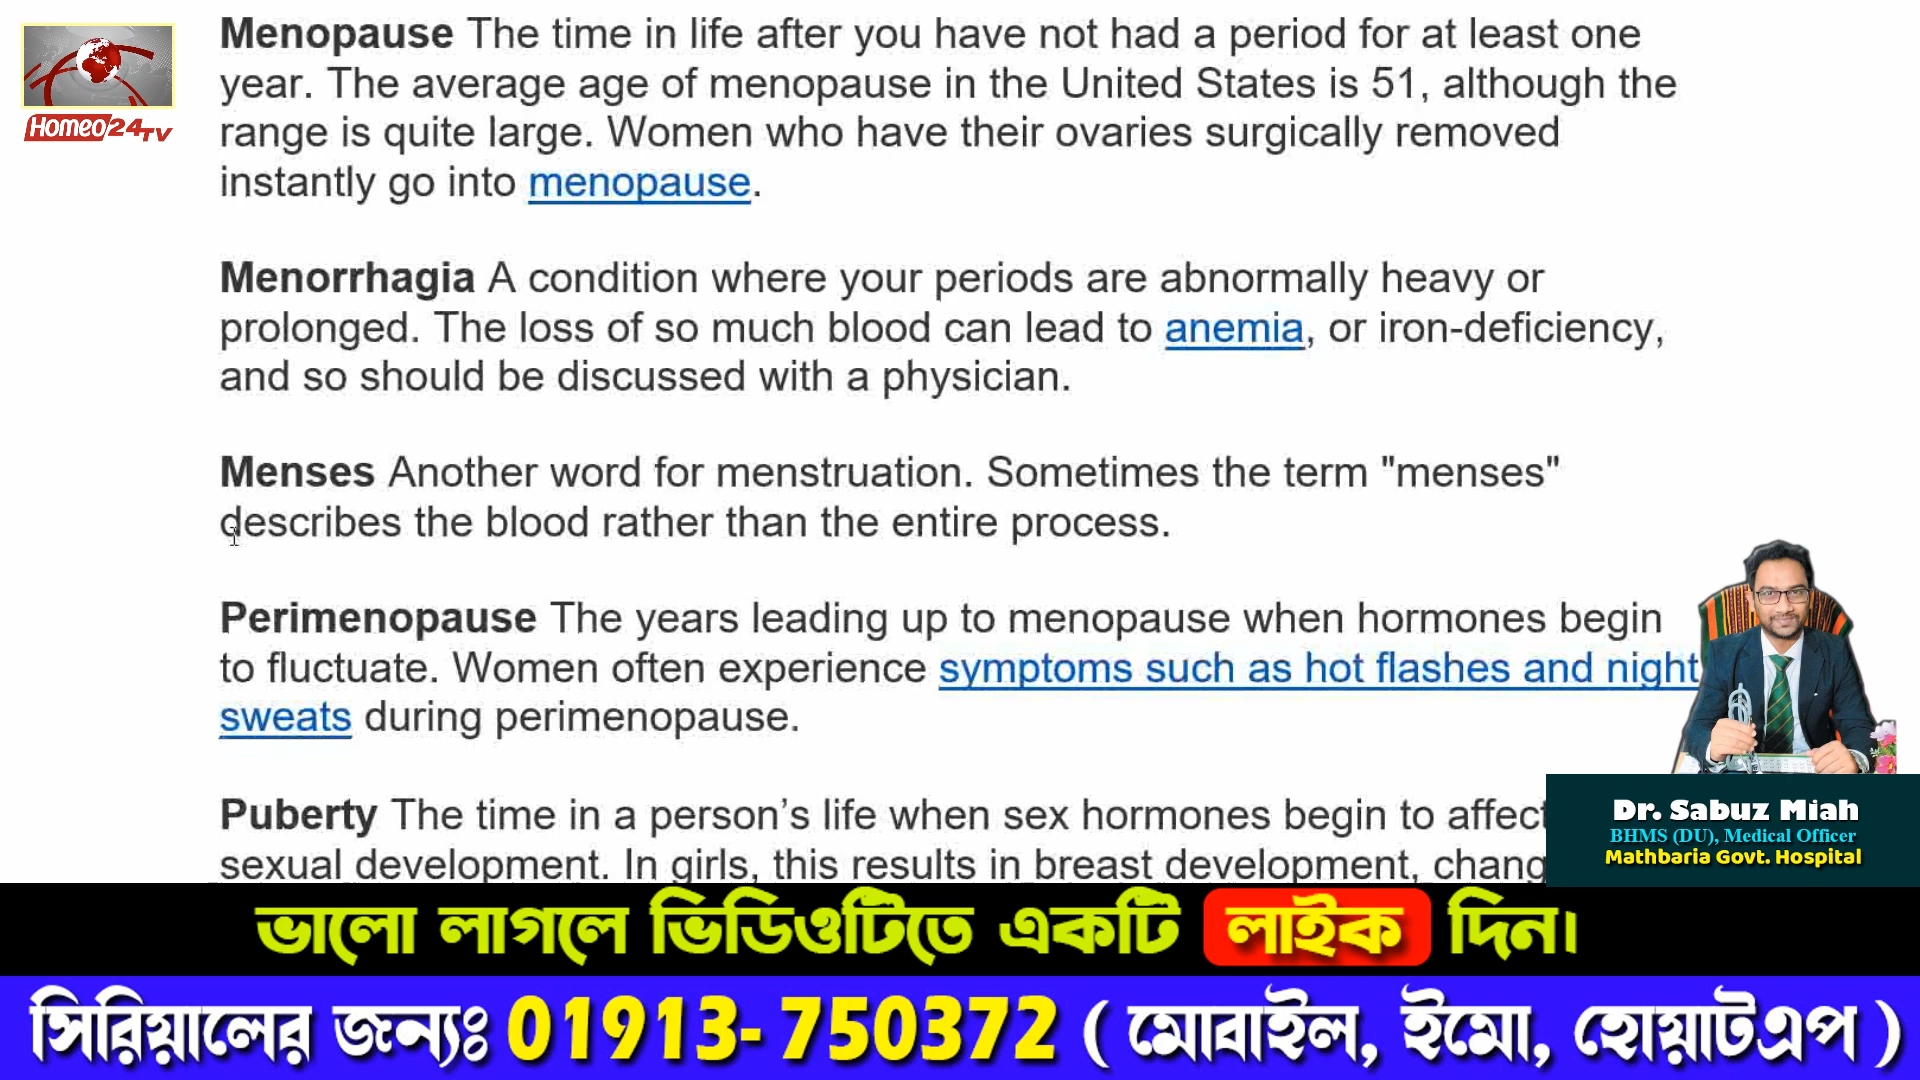 Homeo24TV
Menopause The time in life after you have not had a period for at least one
year. The average age of menopause in the United States is 51, although the
range is quite large. Women who have their ovaries surgically removed
instantly go into menopause.
Menorrhagia A condition where your periods are abnormally heavy or
prolonged. The loss of so much blood can lead to anemia, or iron-deficiency,
and so should be discussed with a physician.
Menses Another word for menstruation. Sometimes the term "menses"
describes the blood rather than the entire process.
Perimenopause The years leading up to menopause when hormones begin
to fluctuate. Women often experience symptoms such as hot flashes and night
sweats during perimenopause.
Puberty The time in a person’s life when sex hormones begin to affect
sexual development. In girls, this results in breast development, chang
Dr. Sabuz Miah
BHMS (DU), Medical Officer
Mathbaria Govt. Hospital
ভালো লাগলে ভিডিওটিতে একটি লাইক দিন।
সিরিয়ালের জন্যঃ 01913- 750372 ( মোবাইল, ইমো, হোয়াটএপ )